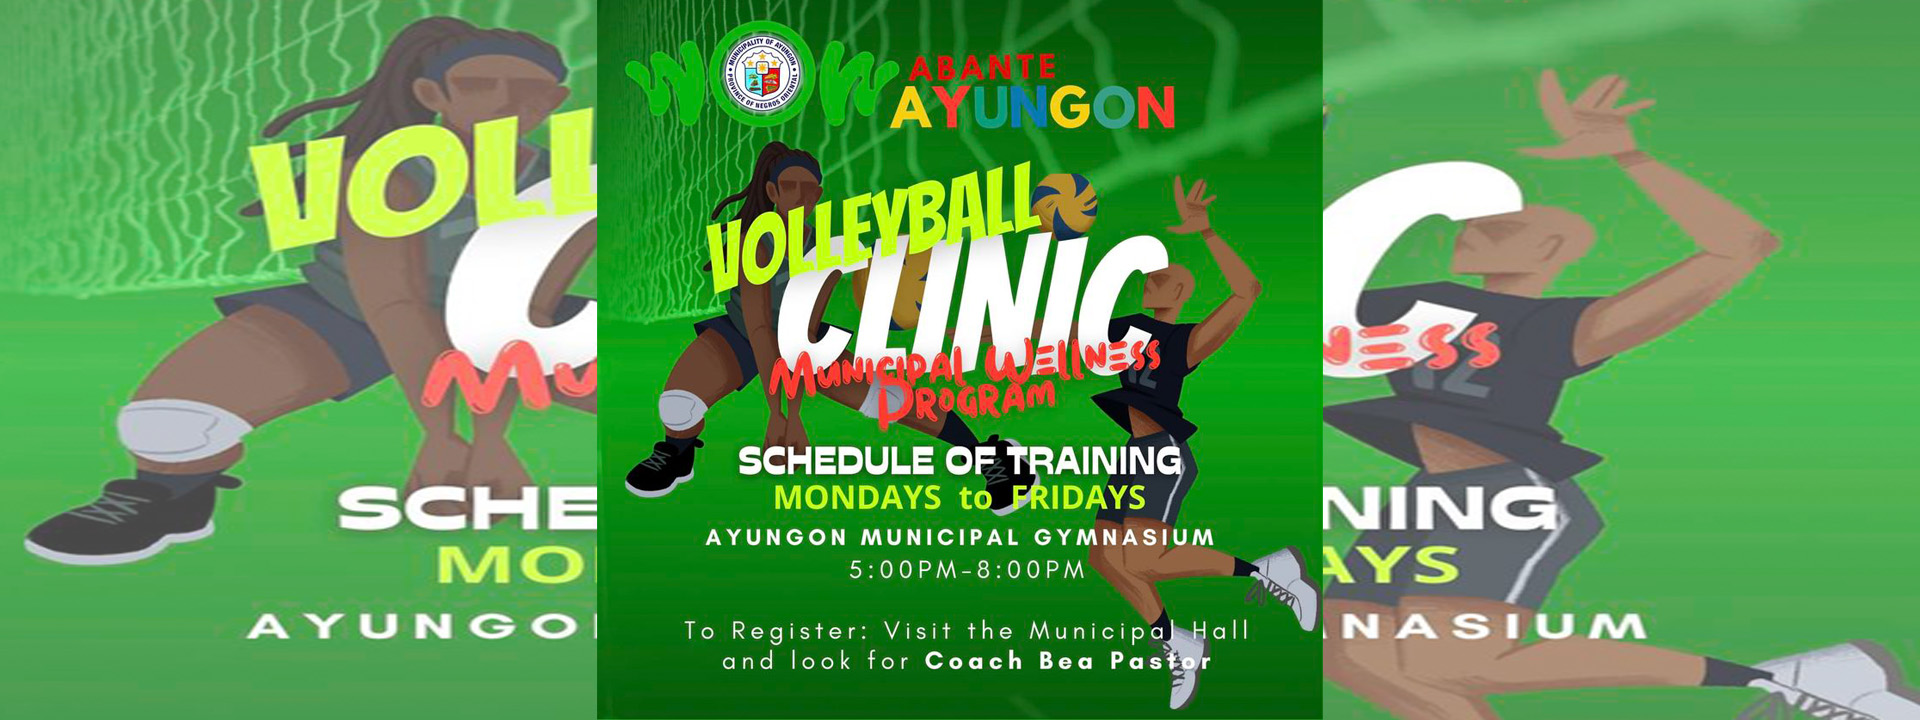 WOW
MUNICIPALITY OF AYUNGON
PROVINCE OF NEGROS ORIENTAL
ABANTE
AYUNGON
VOLLEYBALL
CLINIC
MUNICIPAL WELLNESS
PROGRAM
SCHEDULE OF TRAINING
MONDAYS to FRIDAYS
AYUNGON MUNICIPAL GYMNASIUM
5:00PM-8:00PM
To Register: Visit the Municipal Hall
and look for Coach Bea Pastor